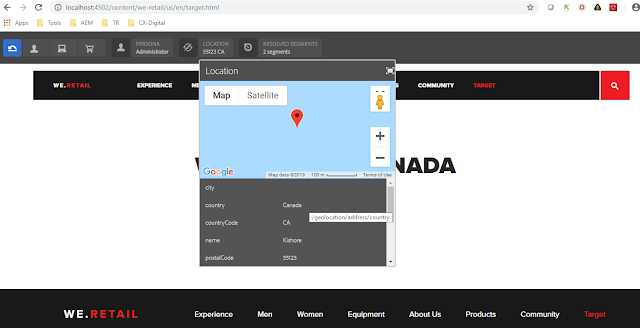 localhost:4502/content/we-retail/us/en/target.html
Apps Tools AEM TR CX-Digital
PERSONA
Administrator
LOCATION
55123 CA
RESOLVED SEGMENTS
2 segments
Location
WE.RETAIL EXPERIENCE ME TS COMMUNITY TARGET
Map Satellite
W NADA
Google Map data ©2019 100 m Terms of Use
city
country Canada
/geolocation/address/country
countryCode CA
name Kishore
postalCode 55123
WE.RETAIL Experience Men Women Equipment About Us Products Community Target